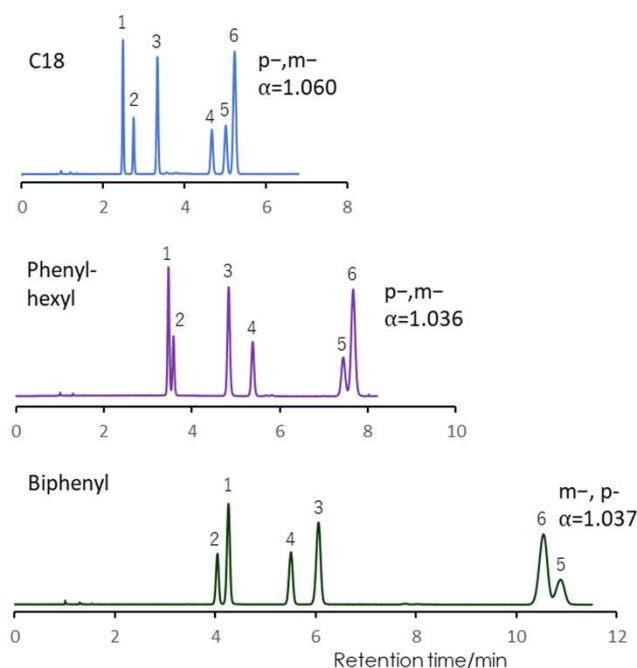 C18
1
2
3
4
5
6
p−,m−
α=1.060
0 2 4 6 8
Phenyl-
hexyl
1
2
3
4
5
6
p−,m−
α=1.036
0 2 4 6 8 10
Biphenyl
2
1
4
3
6
5
m−, p-
α=1.037
0 2 4 6 8 10 12
Retention time/min